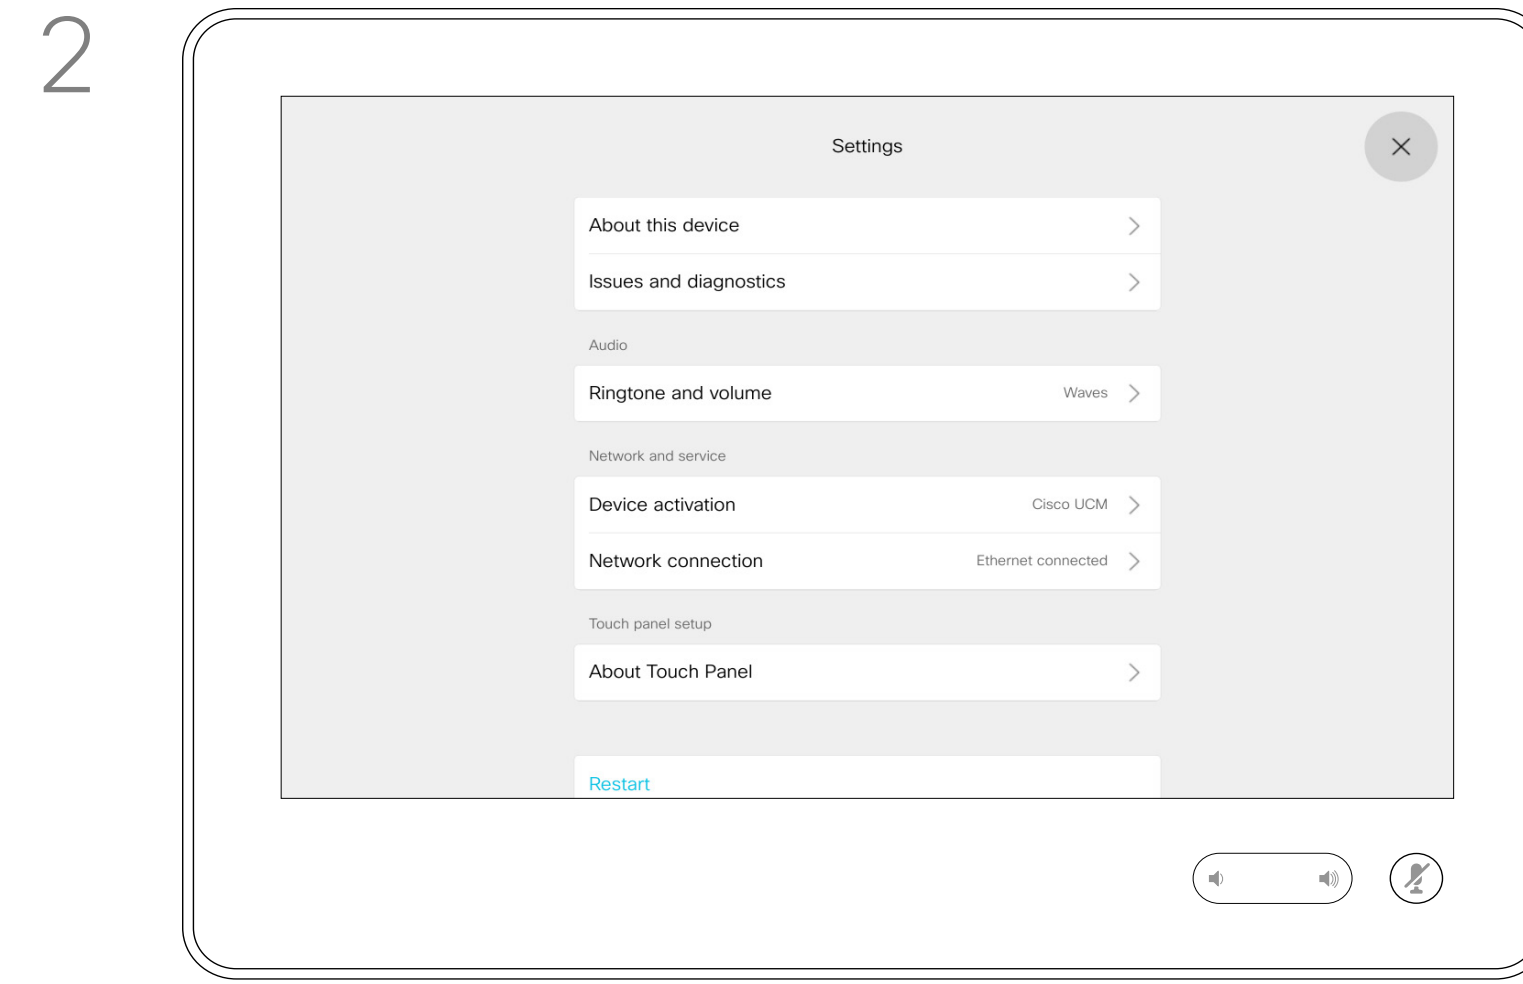 2
Settings
About this device
Issues and diagnostics
Audio
Ringtone and volume Waves
Network and service
Device activation Cisco UCM
Network connection Ethernet connected
Touch panel setup
About Touch Panel
Restart